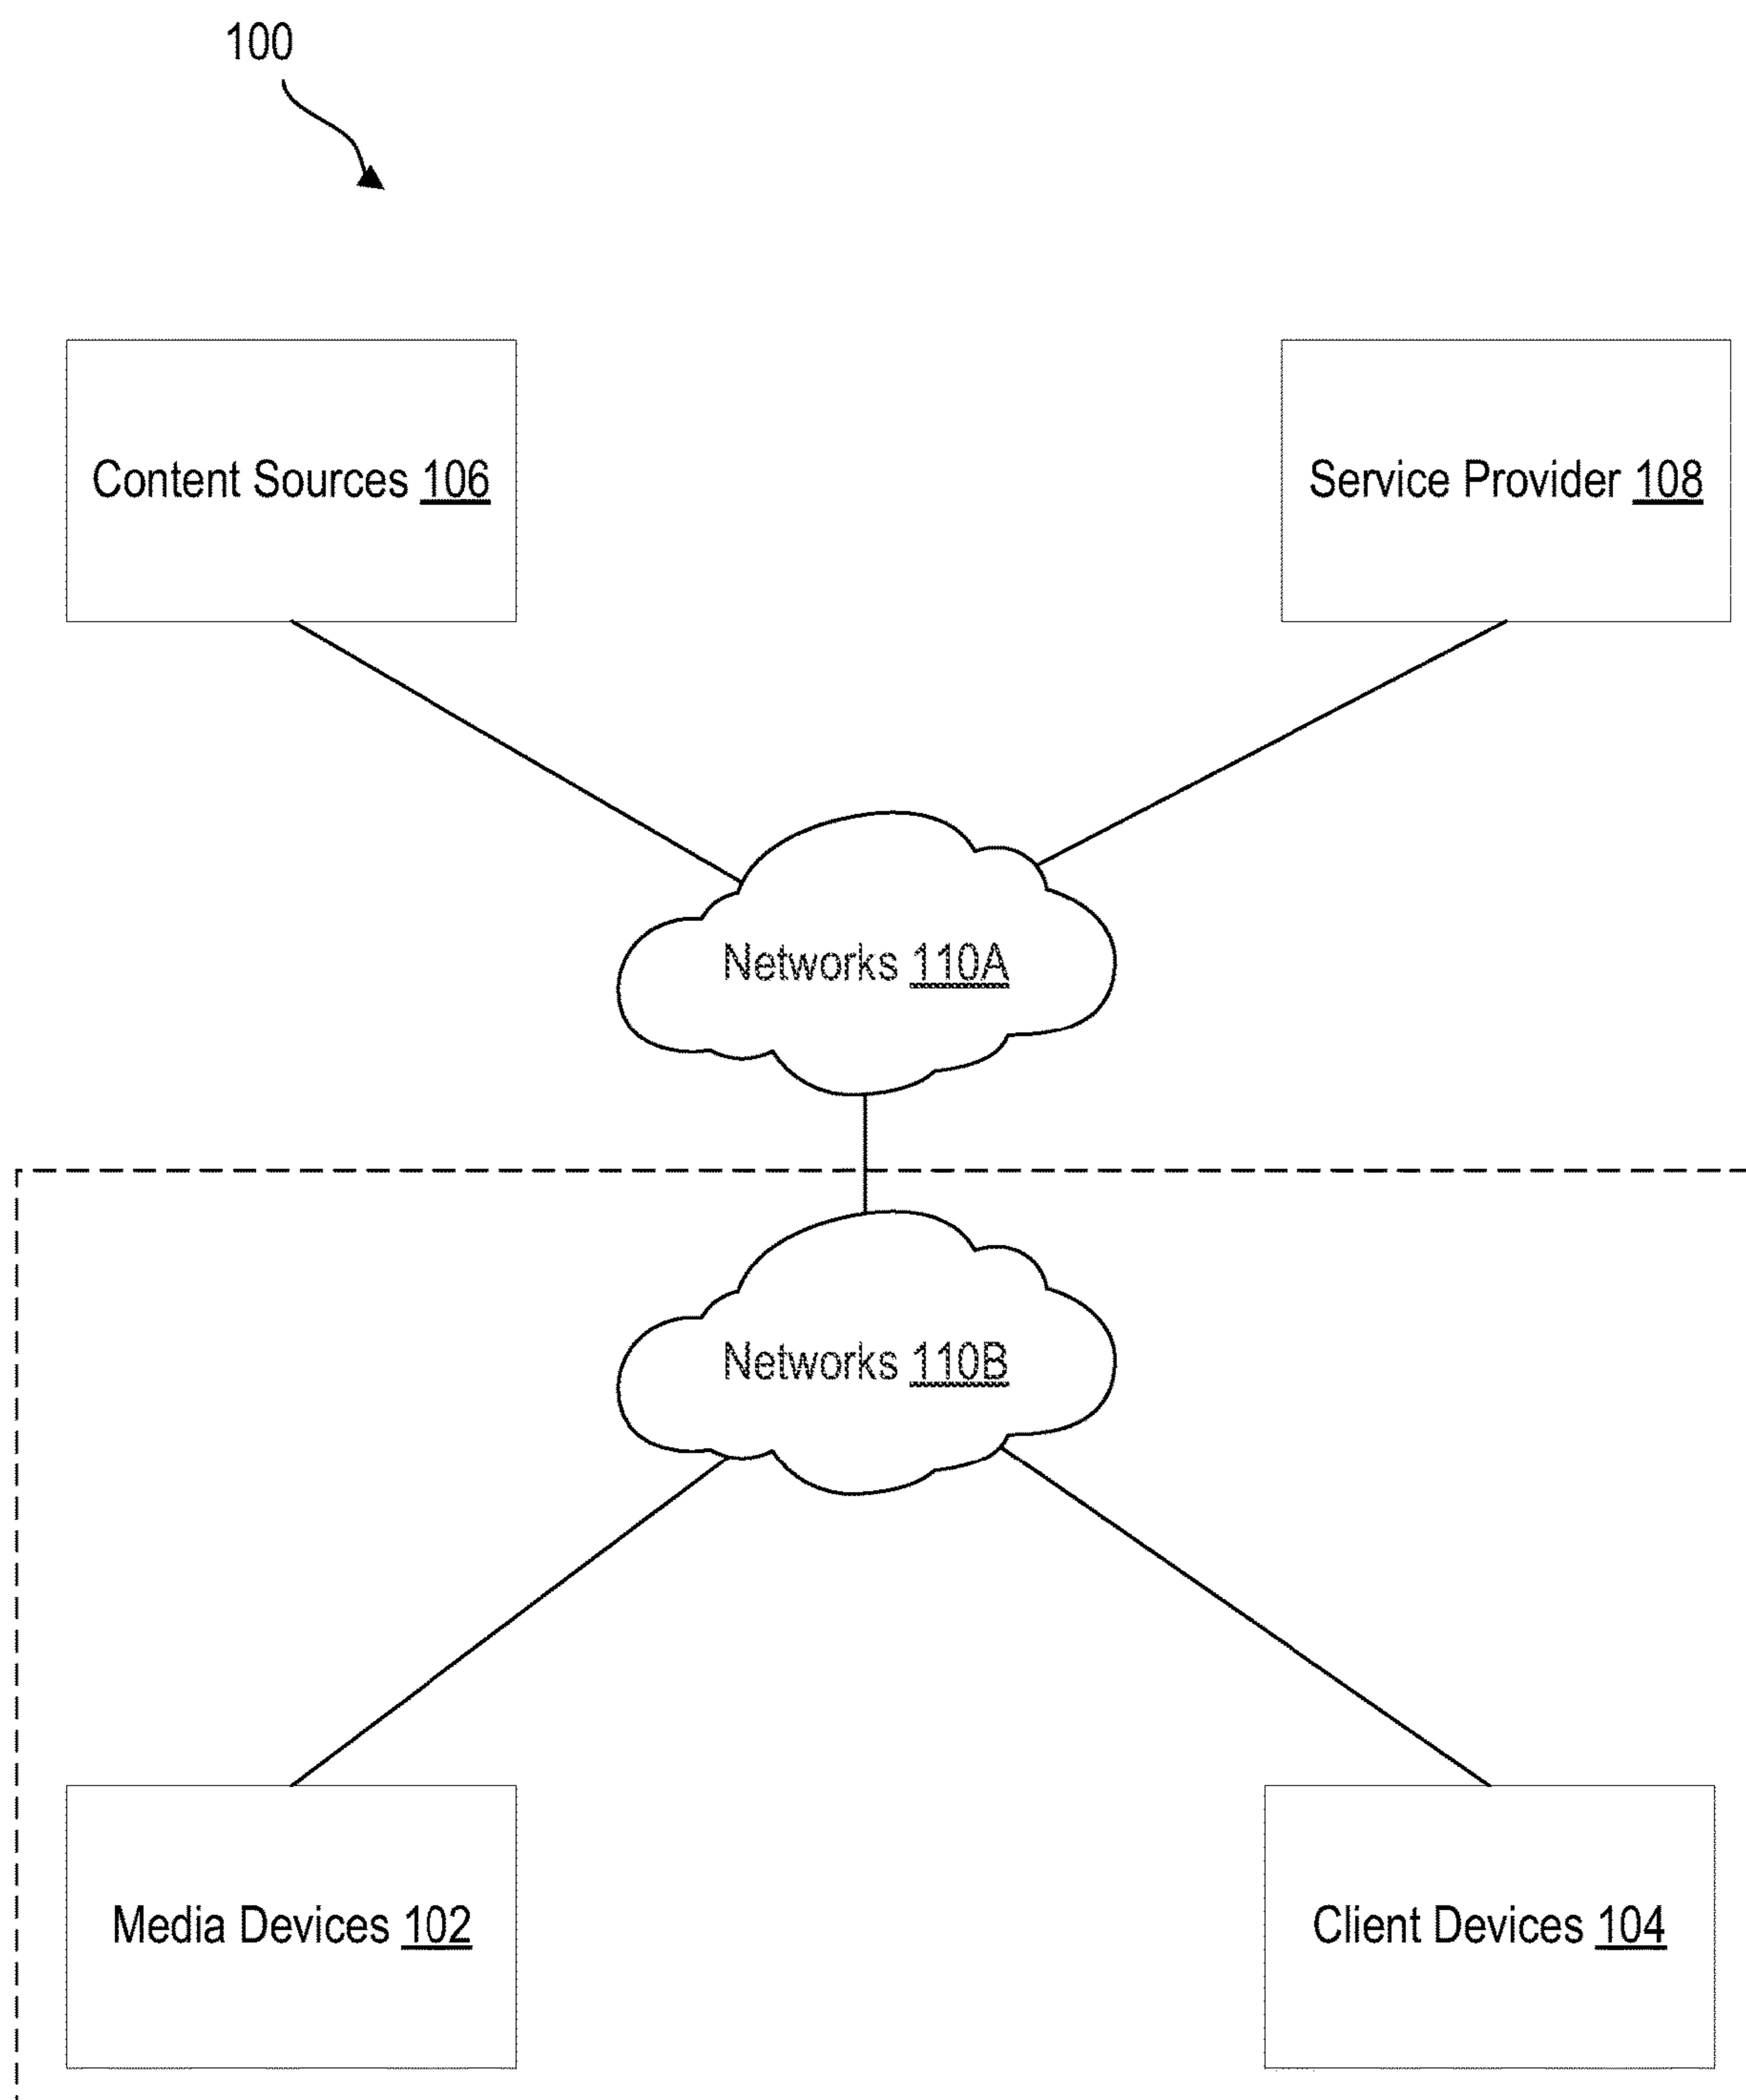 100
Content Sources 106
Service Provider 108
Networks 110A
Networks 110B
Media Devices 102
Client Devices 104